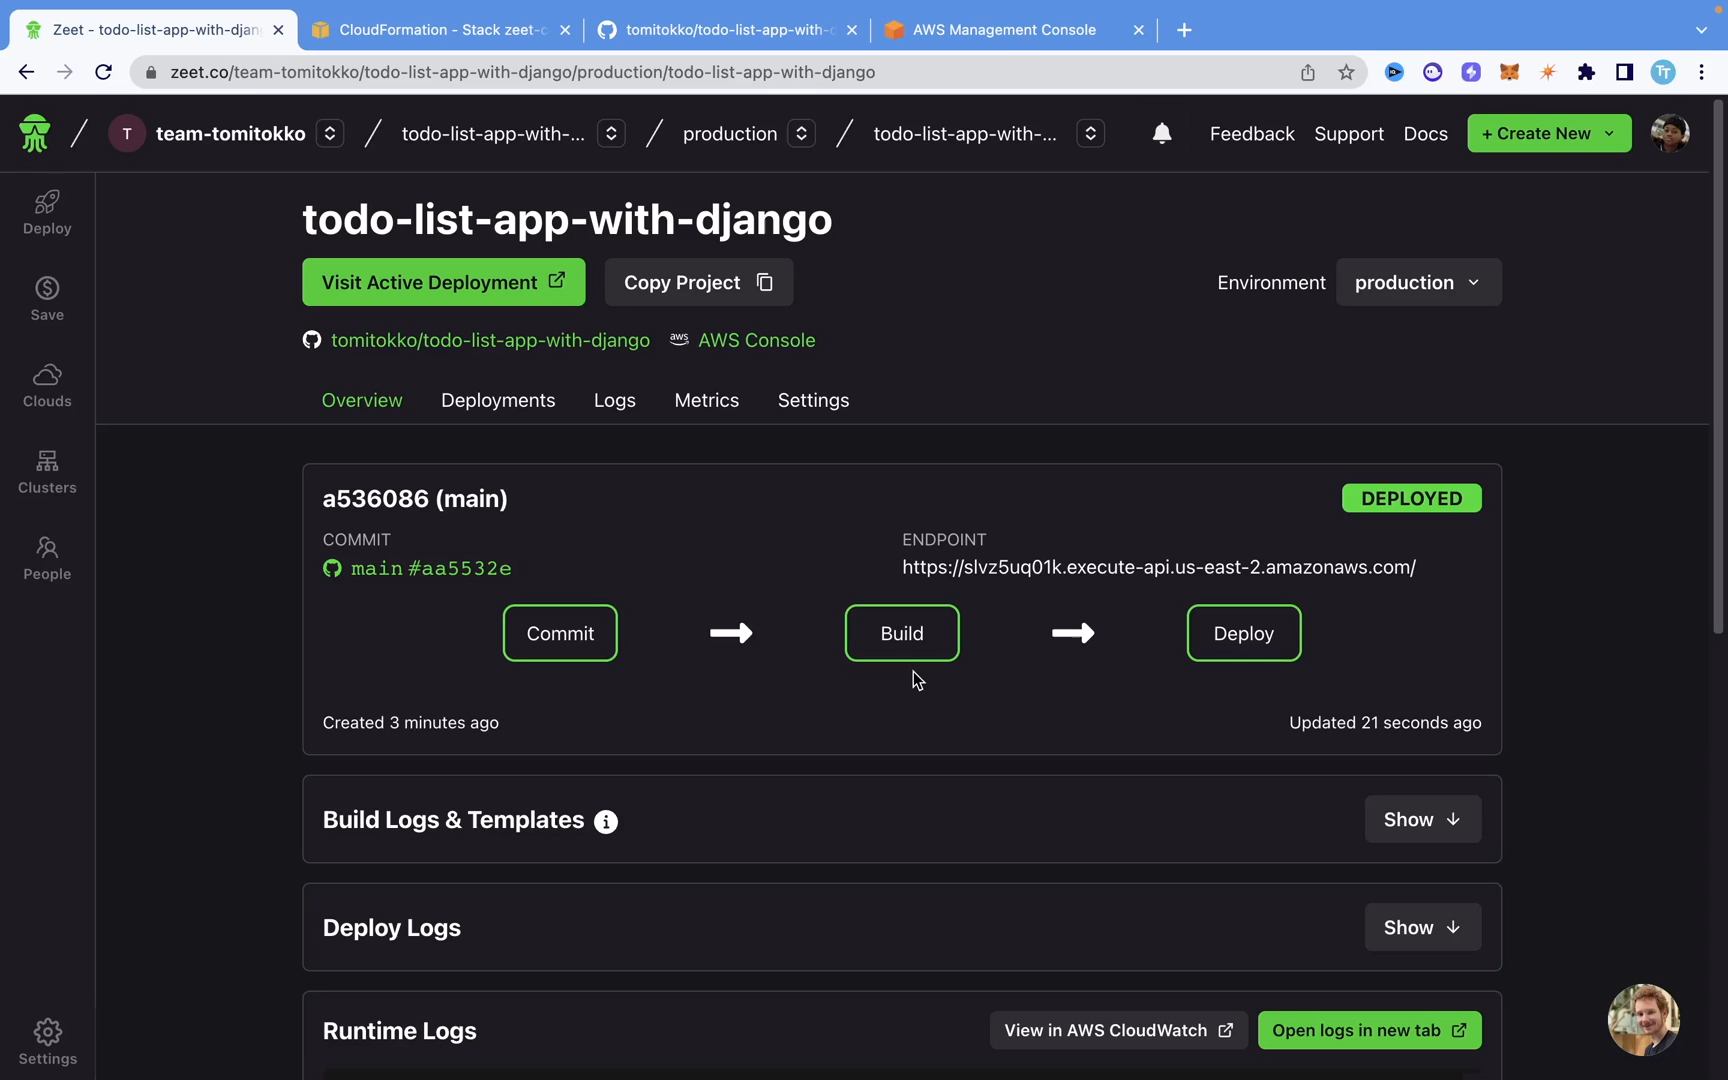 Zeet - todo-list-app-with-djan
CloudFormation - Stack zeet-c
tomitokko/todo-list-app-with-
AWS Management Console
zeet.co/team-tomitokko/todo-list-app-with-django/production/todo-list-app-with-django
TT
T team-tomitokko / todo-list-app-with-... / production / todo-list-app-with-... Feedback Support Docs + Create New
Deploy
Save
Clouds
Clusters
People
Settings
todo-list-app-with-django
Visit Active Deployment Copy Project Environment production
tomitokko/todo-list-app-with-django aws AWS Console
Overview Deployments Logs Metrics Settings
a536086 (main) DEPLOYED
COMMIT ENDPOINT
main #aa5532e https://slvz5uq01k.execute-api.us-east-2.amazonaws.com/
Commit Build Deploy
Created 3 minutes ago Updated 21 seconds ago
Build Logs & Templates Show
Deploy Logs Show
Runtime Logs View in AWS CloudWatch Open logs in new tab